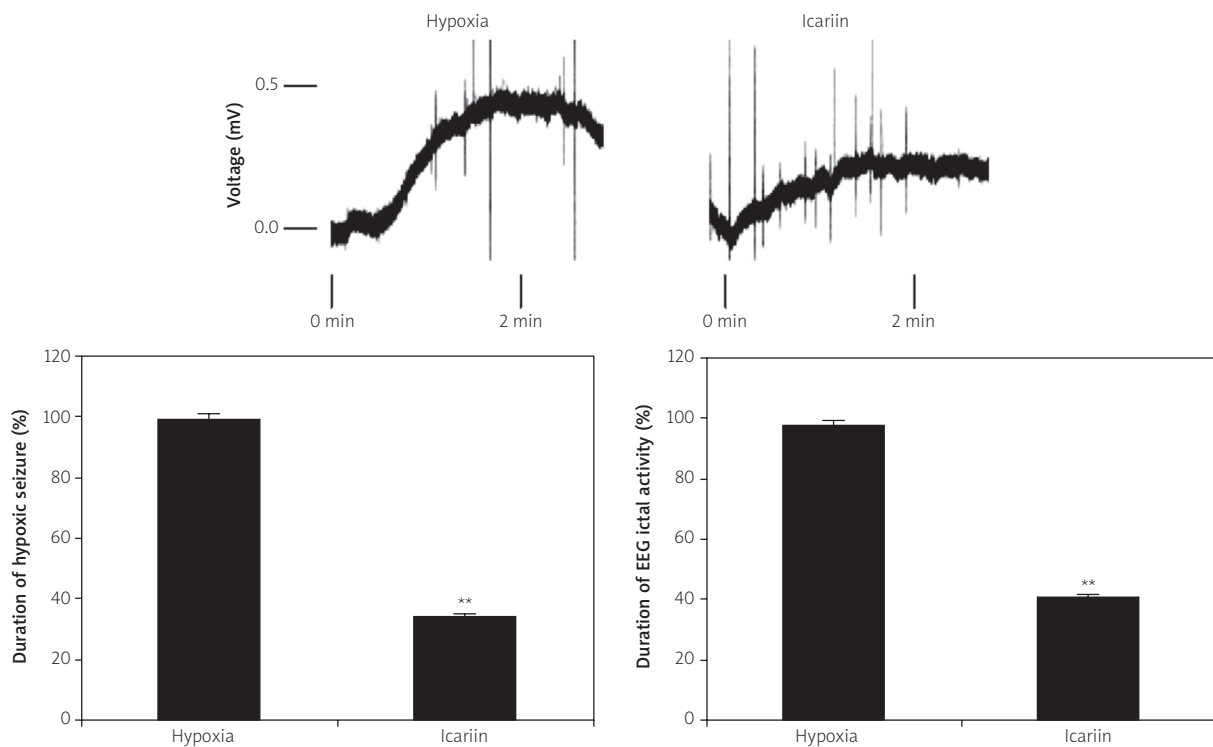 Hypoxia
Icariin
Voltage (mV)
0.5
0.0
0 min
2 min
0 min
2 min
Duration of hypoxic seizure (%)
120
100
80
60
40
20
0
**
Hypoxia
Icariin
Duration of EEG ictal activity (%)
120
100
80
60
40
20
0
**
Hypoxia
Icariin